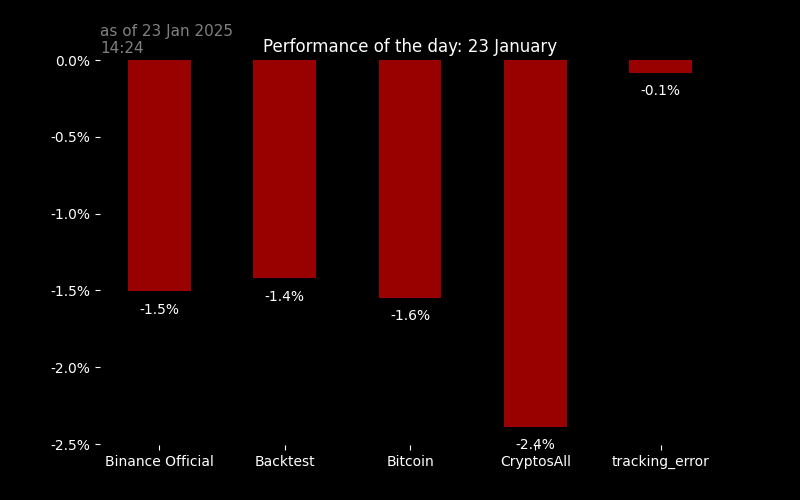 as of 23 Jan 2025
14:24
Performance of the day: 23 January
0.0%
-0.5%
-1.0%
-1.5%
-2.0%
-2.5%
-1.5%
-1.4%
-1.6%
-2.4%
-0.1%
Binance Official
Backtest
Bitcoin
CryptosAll
tracking_error